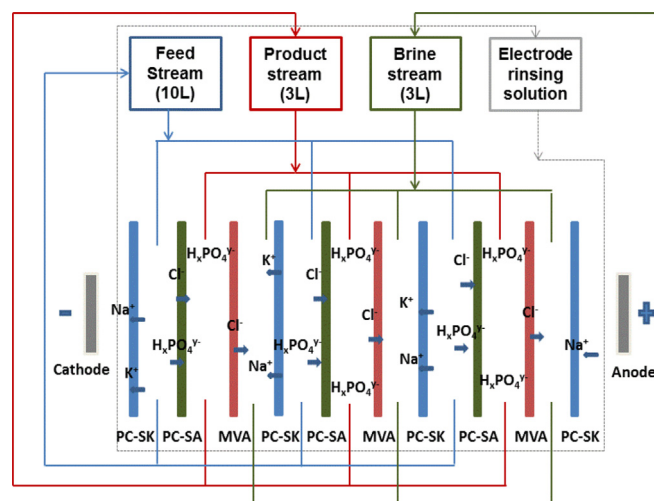 Feed
Stream
(10L)
Product
stream
(3L)
Brine
stream
(3L)
Electrode
rinsing
solution
HₓPO₄ʸ⁻
K⁺
HₓPO₄ʸ⁻
HₓPO₄ʸ⁻
Cl⁻
Cl⁻
Cl⁻
-
Na⁺
Cl⁻
K⁺
Cl⁻
Cl⁻
+
HₓPO₄ʸ⁻
HₓPO₄ʸ⁻
HₓPO₄ʸ⁻
Na⁺
Cathode
K⁺
Na⁺
Na⁺
Anode
HₓPO₄ʸ⁻
HₓPO₄ʸ⁻
PC-SK PC-SA MVA PC-SK PC-SA MVA PC-SK PC-SA MVA PC-SK